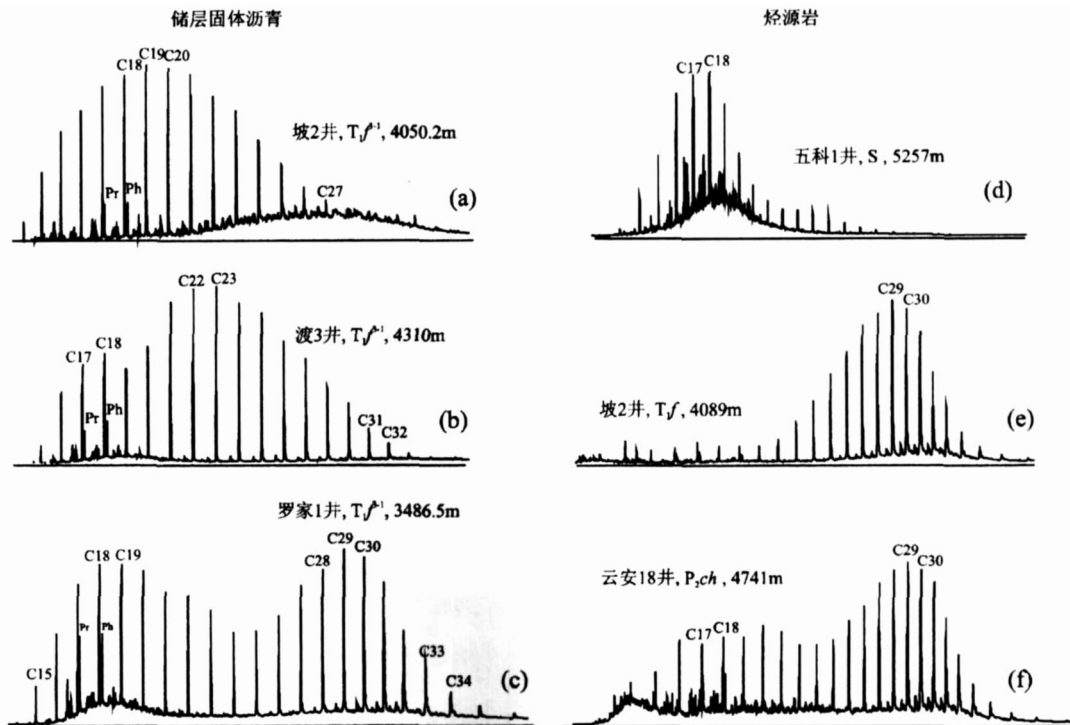 储层固体沥青
C18 C19 C20
Pr Ph
C27
坡2井, T₁f³⁻¹, 4050.2m
(a)
C17 C18
Pr Ph
C22 C23
C31 C32
渡3井, T₁f³⁻¹, 4310m
(b)
罗家1井, T₁f³⁻¹, 3486.5m
C15
C18 C19
Pr Ph
C28 C29 C30
C33
C34
(c)
烃源岩
C17 C18
五科1井, S, 5257m
(d)
C29
C30
坡2井, T₁f, 4089m
(e)
云安18井, P₂ch, 4741m
C17 C18
C29
C30
(f)